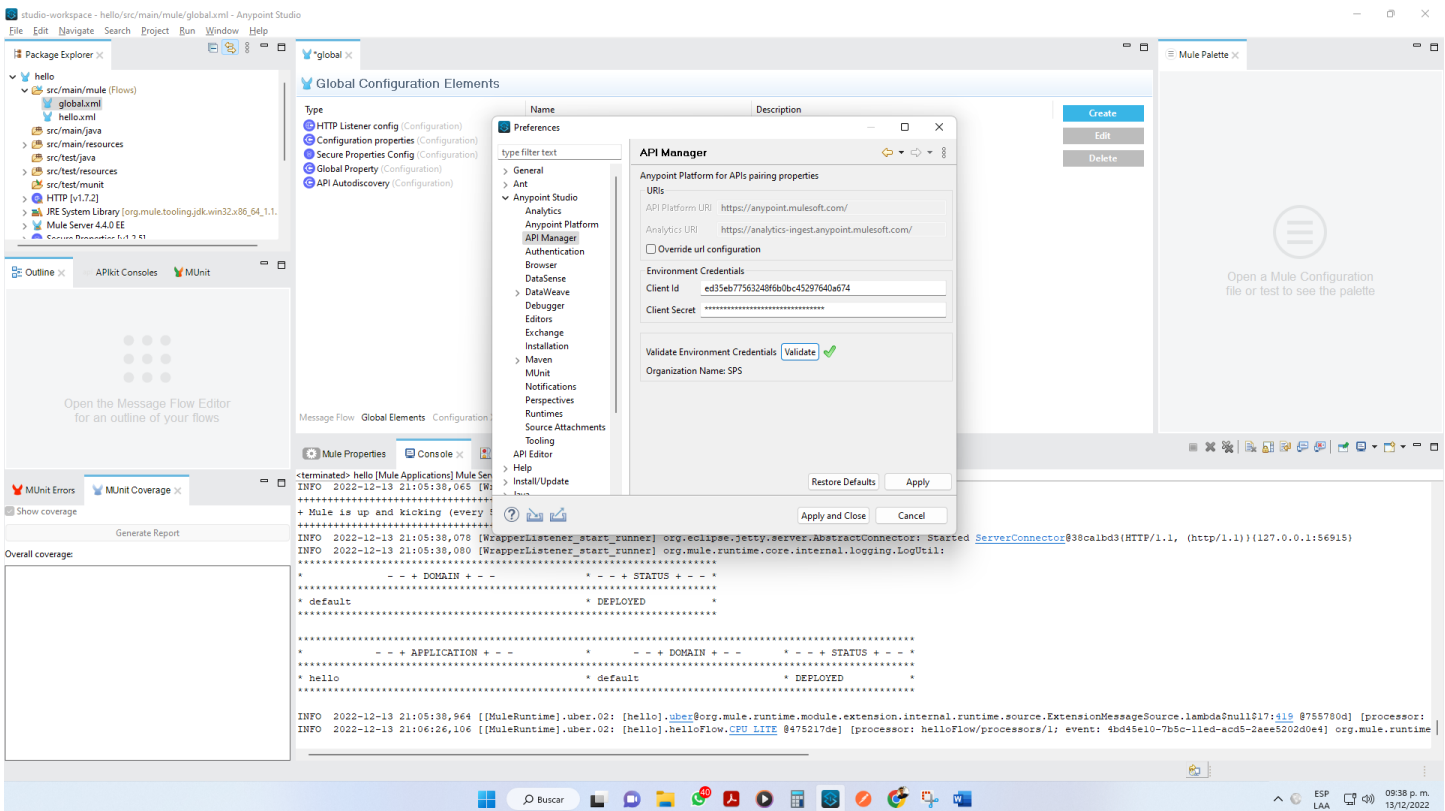 studio-workspace - hello/src/main/mule/global.xml - Anypoint Studio
File Edit Navigate Search Project Run Window Help
Package Explorer
hello
src/main/mule (Flows)
global.xml
hello.xml
src/main/java
src/main/resources
src/test/java
src/test/resources
src/test/munit
HTTP [v1.7.2]
JRE System Library [org.mule.tooling.jdk.win32.x86_64_1.1.
Mule Server 4.4.0 EE
Secure Properties [v1.2.5]
Outline APIkit Consoles MUnit
Open the Message Flow Editor
for an outline of your flows
MUnit Errors MUnit Coverage
Show coverage
Generate Report
Overall coverage:
*global
Global Configuration Elements
Type Name Description
HTTP Listener config (Configuration)
Configuration properties (Configuration)
Secure Properties Config (Configuration)
Global Property (Configuration)
API Autodiscovery (Configuration)
Create
Edit
Delete
Message Flow Global Elements Configuration
Mule Palette
Open a Mule Configuration
file or test to see the palette
Preferences
type filter text
General
Ant
Anypoint Studio
Analytics
Anypoint Platform
API Manager
Authentication
Browser
DataSense
DataWeave
Debugger
Editors
Exchange
Installation
Maven
MUnit
Notifications
Perspectives
Runtimes
Source Attachments
Tooling
API Editor
Help
Install/Update
Java
API Manager
Anypoint Platform for APIs pairing properties
URIs
API Platform URI https://anypoint.mulesoft.com/
Analytics URI https://analytics-ingest.anypoint.mulesoft.com/
Override url configuration
Environment Credentials
Client Id ed35eb77563248f6b0bc45297640a674
Client Secret ********************************
Validate Environment Credentials Validate
Organization Name: SPS
Restore Defaults Apply
Apply and Close Cancel
Mule Properties Console
<terminated> hello [Mule Applications] Mule Ser
INFO 2022-12-13 21:05:38,065 [W
++++++++++++++++++++++++++++++++
+ Mule is up and kicking (every 5
++++++++++++++++++++++++++++++++
INFO 2022-12-13 21:05:38,078 [WrapperListener_start_runner] org.eclipse.jetty.server.AbstractConnector: Started ServerConnector@38ca1bd3{HTTP/1.1, (http/1.1)}{127.0.0.1:56915}
INFO 2022-12-13 21:05:38,080 [WrapperListener_start_runner] org.mule.runtime.core.internal.logging.LogUtil:
**********************************************************************
* - - + DOMAIN + - - * - - + STATUS + - - *
**********************************************************************
* default * DEPLOYED *
**********************************************************************
*******************************************************************************************************
* - - + APPLICATION + - - * - - + DOMAIN + - - * - - + STATUS + - - *
*******************************************************************************************************
* hello * default * DEPLOYED *
*******************************************************************************************************
INFO 2022-12-13 21:05:38,964 [[MuleRuntime].uber.02: [hello].uber@org.mule.runtime.module.extension.internal.runtime.source.ExtensionMessageSource.lambda$null$17:419 @755780d] [processor:
INFO 2022-12-13 21:06:26,106 [[MuleRuntime].uber.02: [hello].helloFlow.CPU_LITE @475217de] [processor: helloFlow/processors/1; event: 4bd45e10-7b5c-11ed-acd5-2aee5202d0e4] org.mule.runtime
Buscar
40
ESP
LAA
09:38 p. m.
13/12/2022